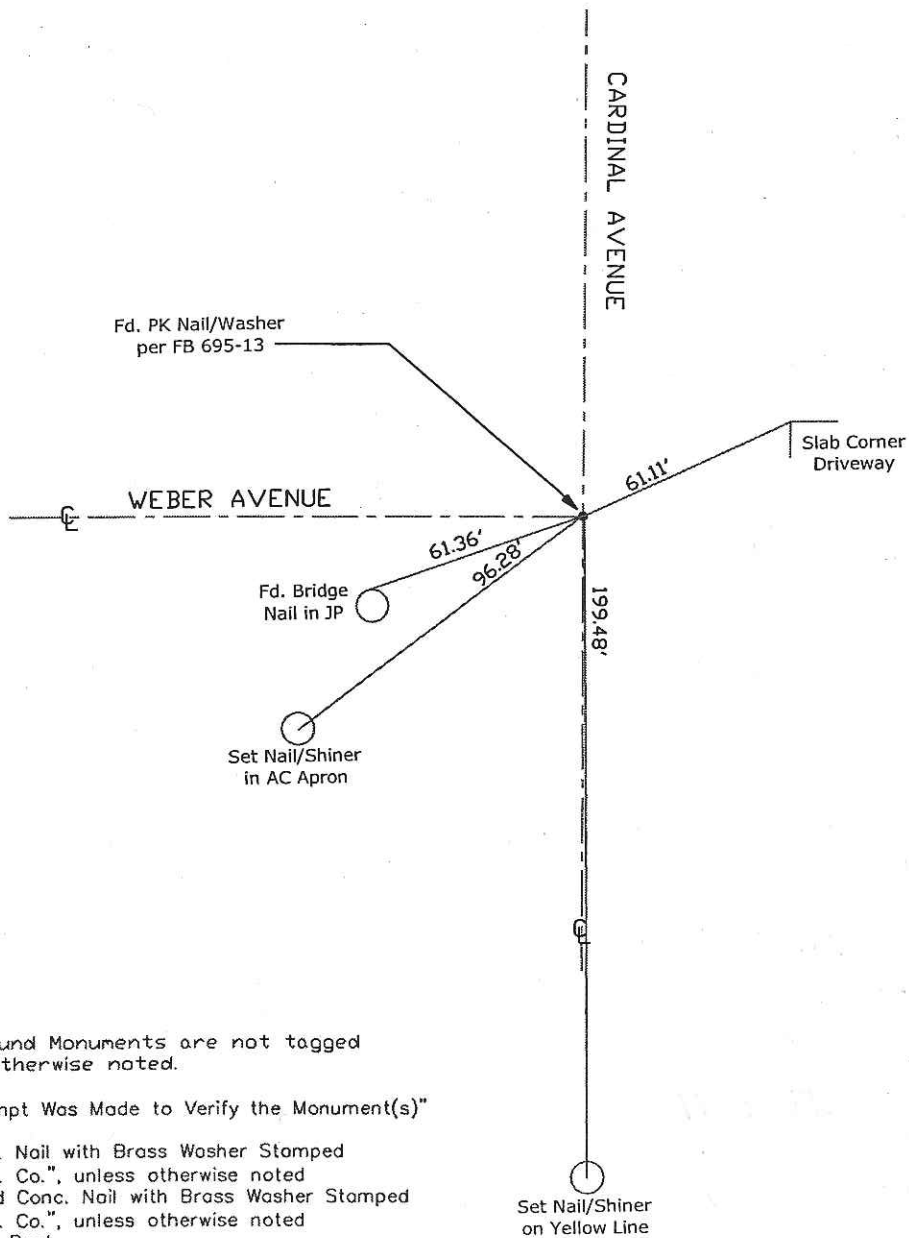 CARDINAL AVENUE
Fd. PK Nail/Washer
per FB 695-13
Slab Corner
Driveway
61.11'
WEBER AVENUE
℄
61.36'
96.28'
Fd. Bridge
Nail in JP
199.48'
Set Nail/Shiner
in AC Apron
℄
und Monuments are not tagged
therwise noted.
npt Was Made to Verify the Monument(s)"
. Nail with Brass Washer Stamped
. Co.", unless otherwise noted
d Conc. Nail with Brass Washer Stamped
. Co.", unless otherwise noted
Set Nail/Shiner
on Yellow Line